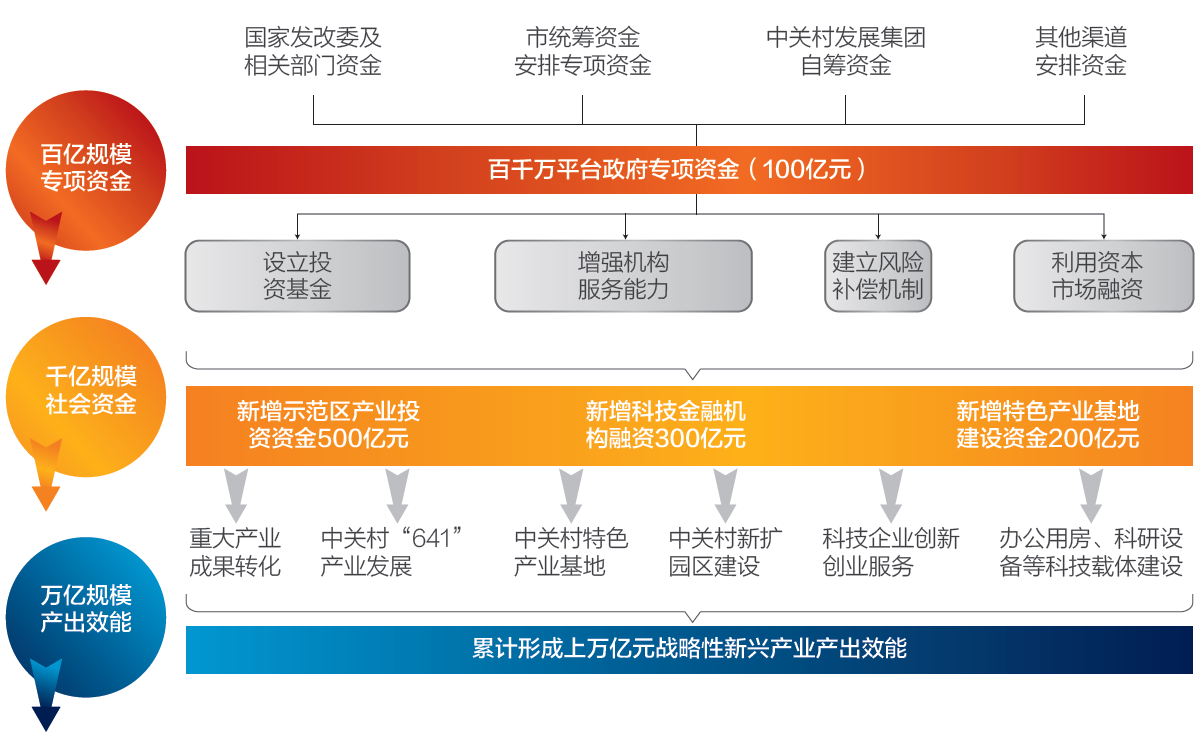 国家发改委及
相关部门资金
市统筹资金
安排专项资金
中关村发展集团
自筹资金
其他渠道
安排资金
百亿规模
专项资金
百千万平台政府专项资金（100亿元）
设立投
资基金
增强机构
服务能力
建立风险
补偿机制
利用资本
市场融资
千亿规模
社会资金
新增示范区产业投
资资金500亿元
新增科技金融机
构融资300亿元
新增特色产业基地
建设资金200亿元
重大产业
成果转化
中关村“641”
产业发展
中关村特色
产业基地
中关村新扩
园区建设
科技企业创新
创业服务
办公用房、科研设
备等科技载体建设
万亿规模
产出效能
累计形成上万亿元战略性新兴产业产出效能